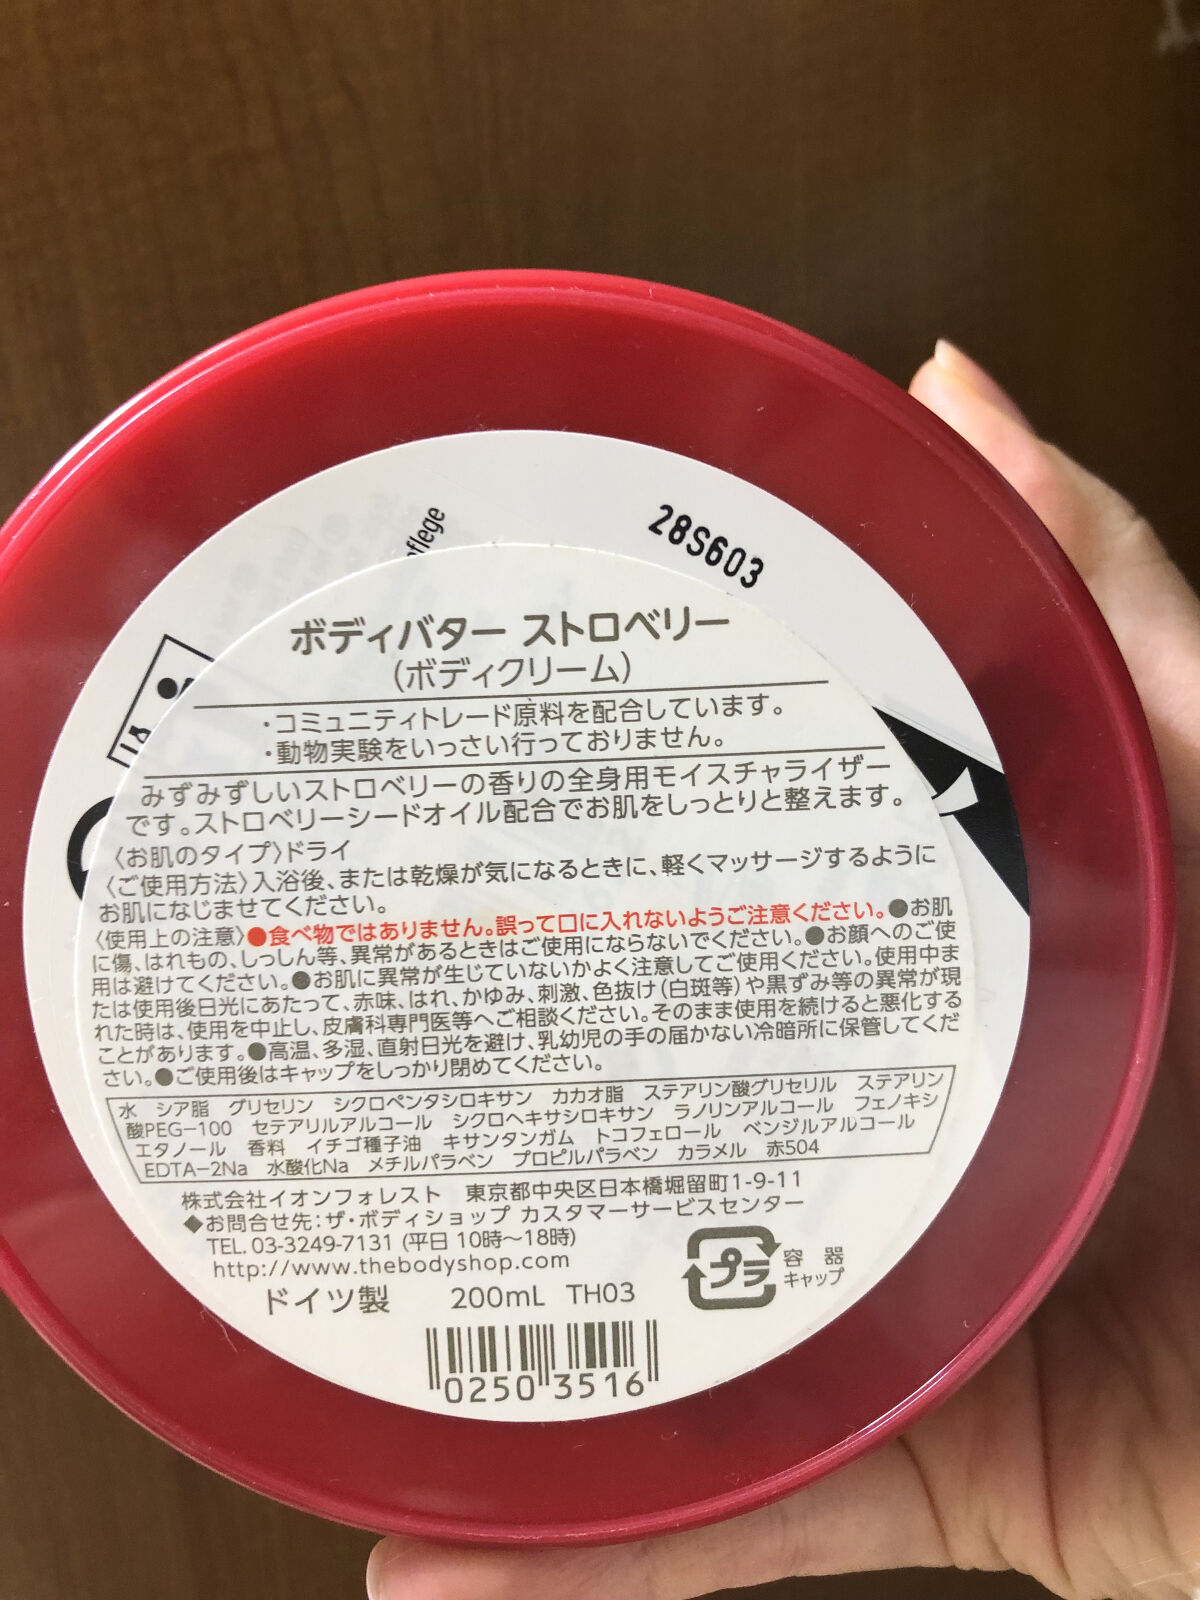 28S603
ボディバター ストロベリー
(ボディクリーム)
・コミュニティトレード原料を配合しています。
・動物実験をいっさい行っておりません。
みずみずしいストロベリーの香りの全身用モイスチャライザー
です。ストロベリーシードオイル配合でお肌をしっとりと整えます。
〈お肌のタイプ〉ドライ
〈ご使用方法〉入浴後、または乾燥が気になるときに、軽くマッサージするように
お肌になじませてください。
〈使用上の注意〉●食べ物ではありません。誤って口に入れないようご注意ください。●お肌
に傷、はれもの、しっしん等、異常があるときはご使用にならないでください。●お顔へのご使
用は避けてください。●お肌に異常が生じていないかよく注意してご使用ください。使用中ま
たは使用後日光にあたって、赤味、はれ、かゆみ、刺激、色抜け(白斑等)や黒ずみ等の異常が現
れた時は、使用を中止し、皮膚科専門医等へご相談ください。そのまま使用を続けると悪化する
ことがあります。●高温、多湿、直射日光を避け、乳幼児の手の届かない冷暗所に保管してくだ
さい。●ご使用後はキャップをしっかり閉めてください。
水 シア脂 グリセリン シクロペンタシロキサン カカオ脂 ステアリン酸グリセリル ステアリン
酸PEG-100 セテアリルアルコール シクロヘキサシロキサン ラノリンアルコール フェノキシ
エタノール 香料 イチゴ種子油 キサンタンガム トコフェロール ベンジルアルコール
EDTA-2Na 水酸化Na メチルパラベン プロピルパラベン カラメル 赤504
株式会社イオンフォレスト 東京都中央区日本橋堀留町1-9-11
◆お問合せ先:ザ・ボディショップ カスタマーサービスセンター
TEL. 03-3249-7131 (平日 10時~18時)
http://www.thebodyshop.com
プラ 容器 キャップ
ドイツ製 200mL TH03
0250 3516